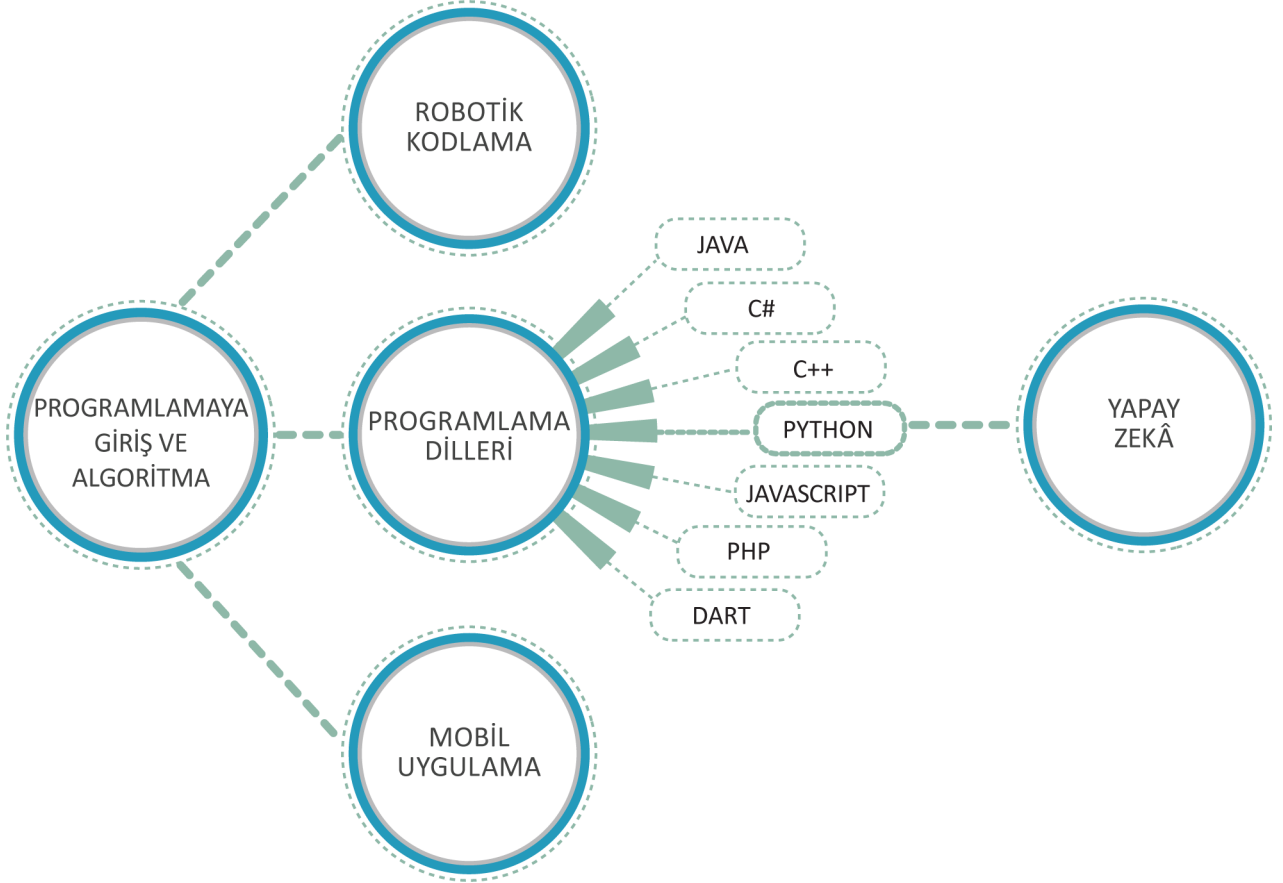 ROBOTİK
KODLAMA
JAVA
C#
C++
PROGRAMLAMAYA
GİRİŞ VE
ALGORİTMA
PROGRAMLAMA
DİLLERİ
PYTHON
YAPAY
ZEKÂ
JAVASCRIPT
PHP
DART
MOBİL
UYGULAMA